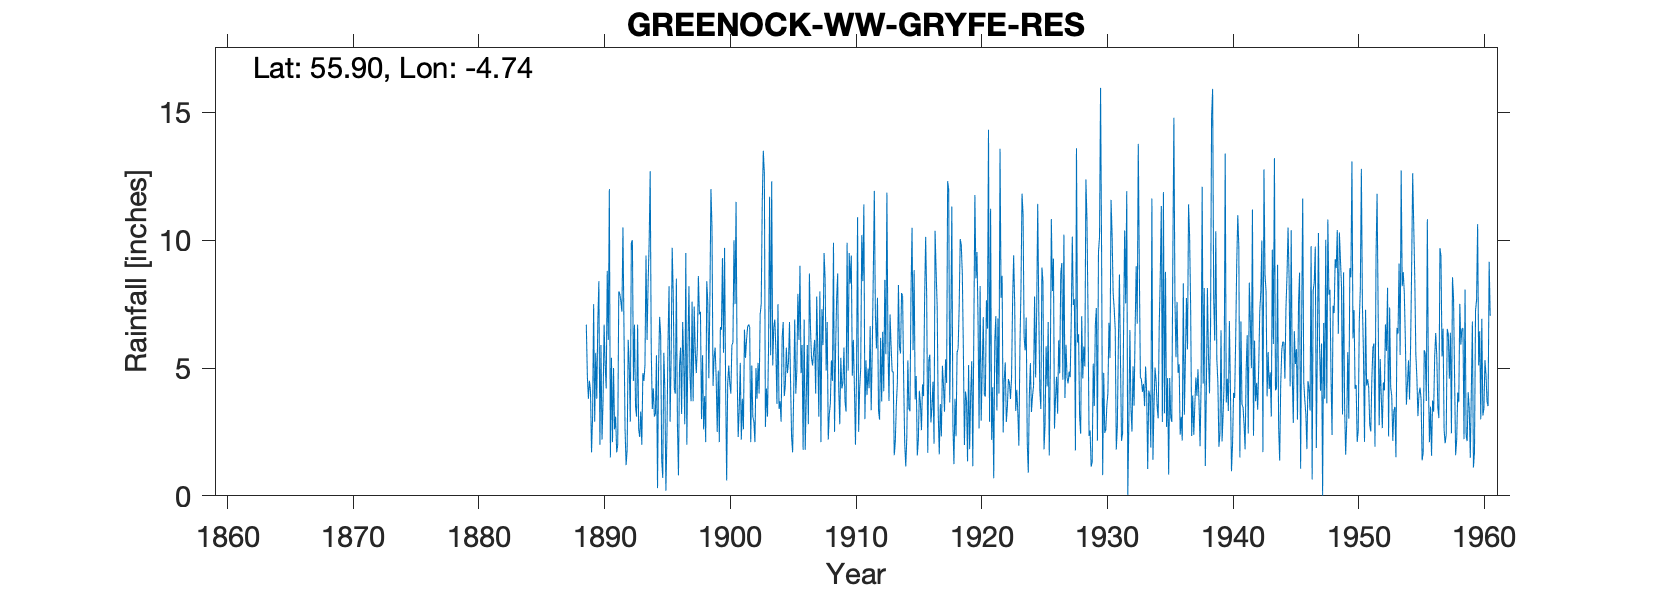 GREENOCK-WW-GRYFE-RES
Lat: 55.90, Lon: -4.74
15
10
5
0
Rainfall [inches]
1860 1870 1880 1890 1900 1910 1920 1930 1940 1950 1960
Year